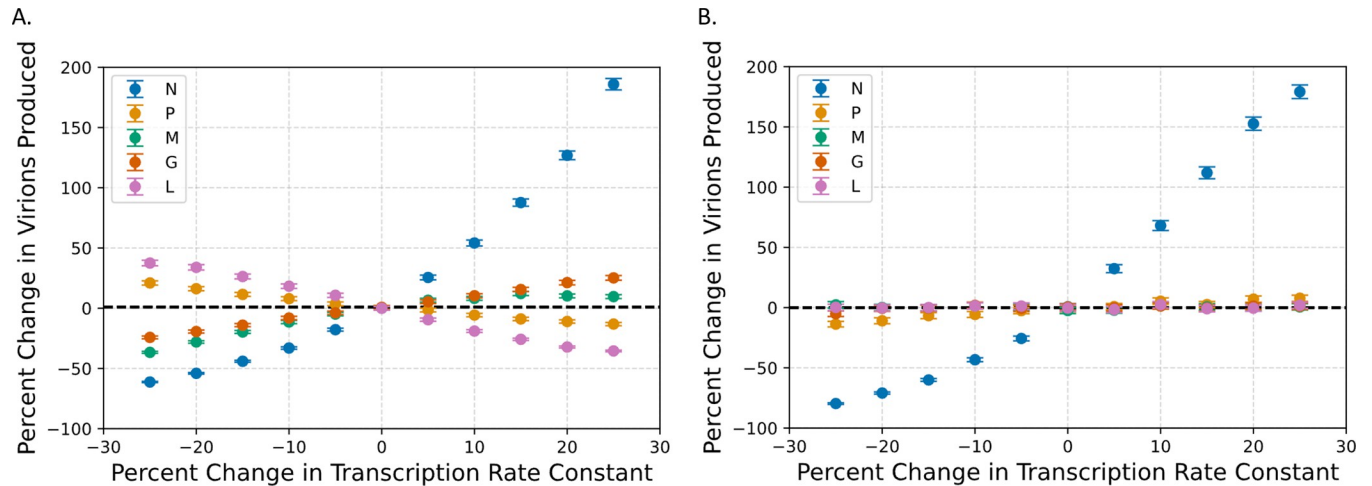 A.
Percent Change in Virions Produced
200
150
100
50
0
−50
−100
N
P
M
G
L
−30
−20
−10
0
10
20
30
Percent Change in Transcription Rate Constant
B.
Percent Change in Virions Produced
200
150
100
50
0
−50
−100
N
P
M
G
L
−30
−20
−10
0
10
20
30
Percent Change in Transcription Rate Constant